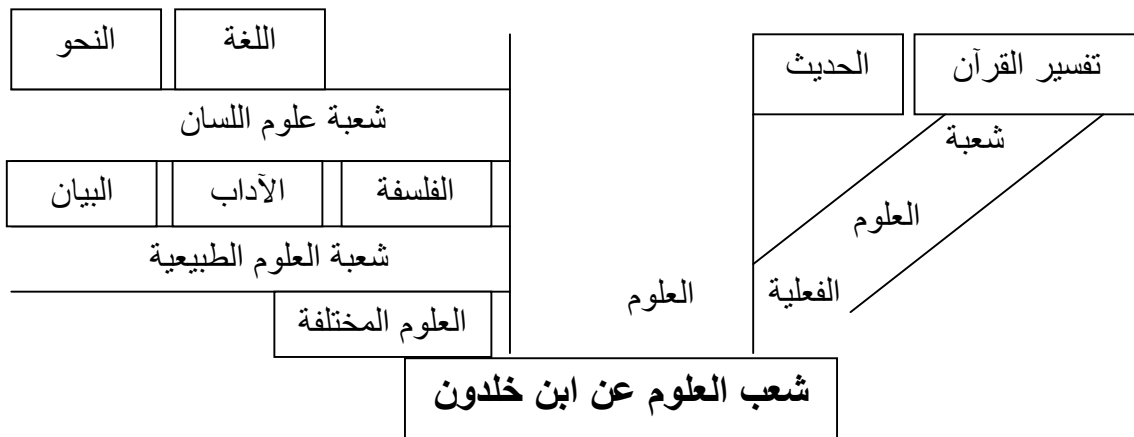 تفسير القرآن
الحديث
اللغة
النحو
شعبة
العلوم
الفعلية
شعبة علوم اللسان
الفلسفة
الآداب
البيان
شعبة العلوم الطبيعية
العلوم
العلوم المختلفة
شعب العلوم عن ابن خلدون